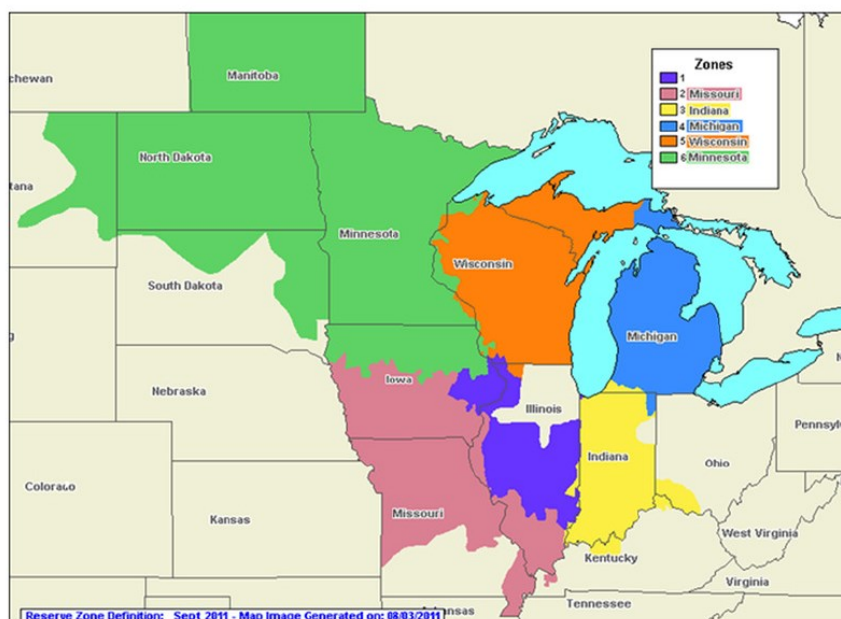 chewan
Manitoba
North Dakota
tana
Minnesota
South Dakota
Wisconsin
Michigan
Nebraska
Iowa
Illinois
Indiana
Ohio
Pennsylv
Colorado
Kansas
Missouri
West Virginia
Kentucky
Virginia
Tennessee
Zones
1
2 Missouri
3 Indiana
4 Michigan
5 Wisconsin
6 Minnesota
Reserve Zone Definition: Sept 2011 - Map Image Generated on: 08/03/2011